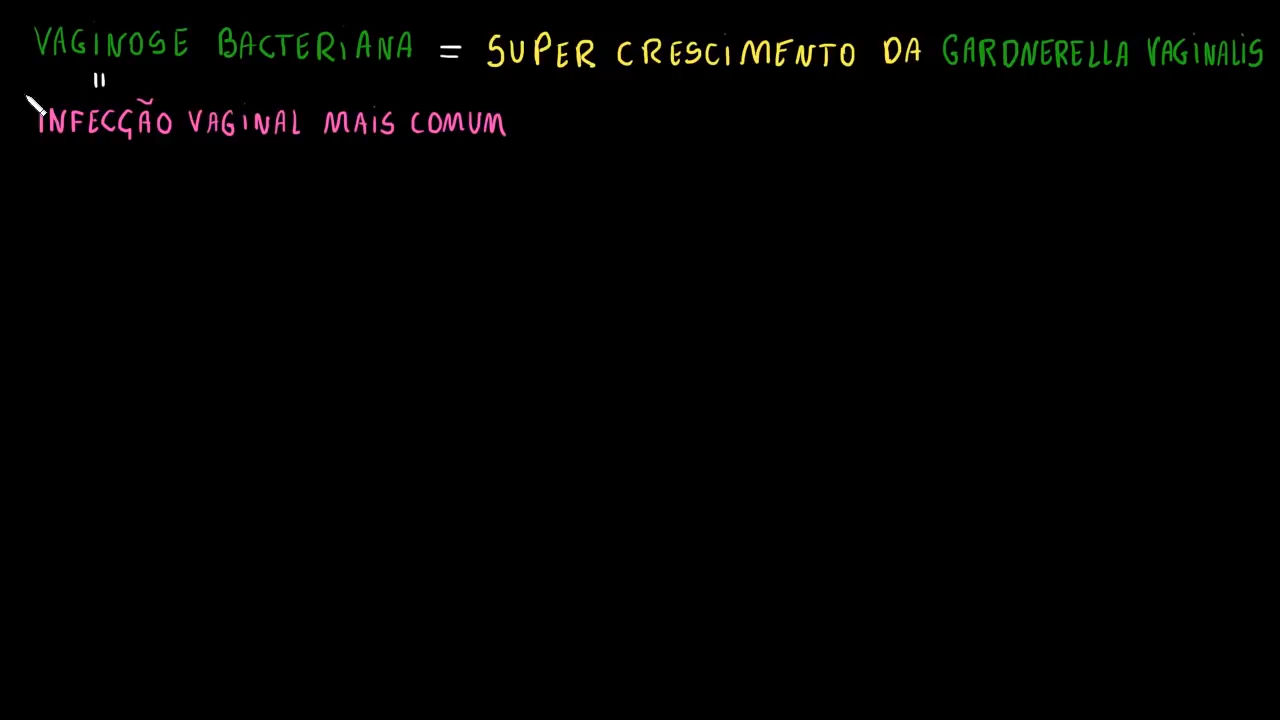 VAGINOSE BACTERIANA = SUPER CRESCIMENTO DA GARDNERELLA VAGINALIS
"
INFECÇÃO VAGINAL MAIS COMUM